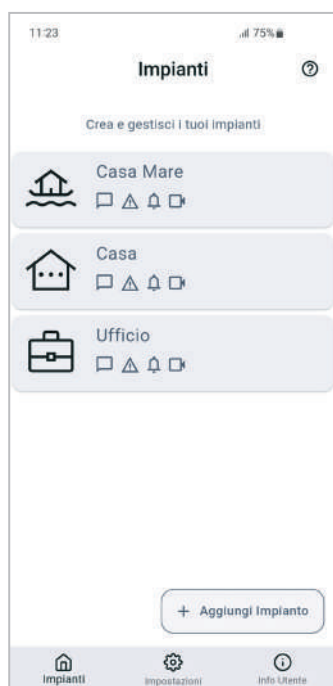 11:23 75%
Impianti
Crea e gestisci i tuoi impianti
Casa Mare
Casa
Ufficio
+ Aggiungi Impianto
Impianti Impostazioni Info Utente